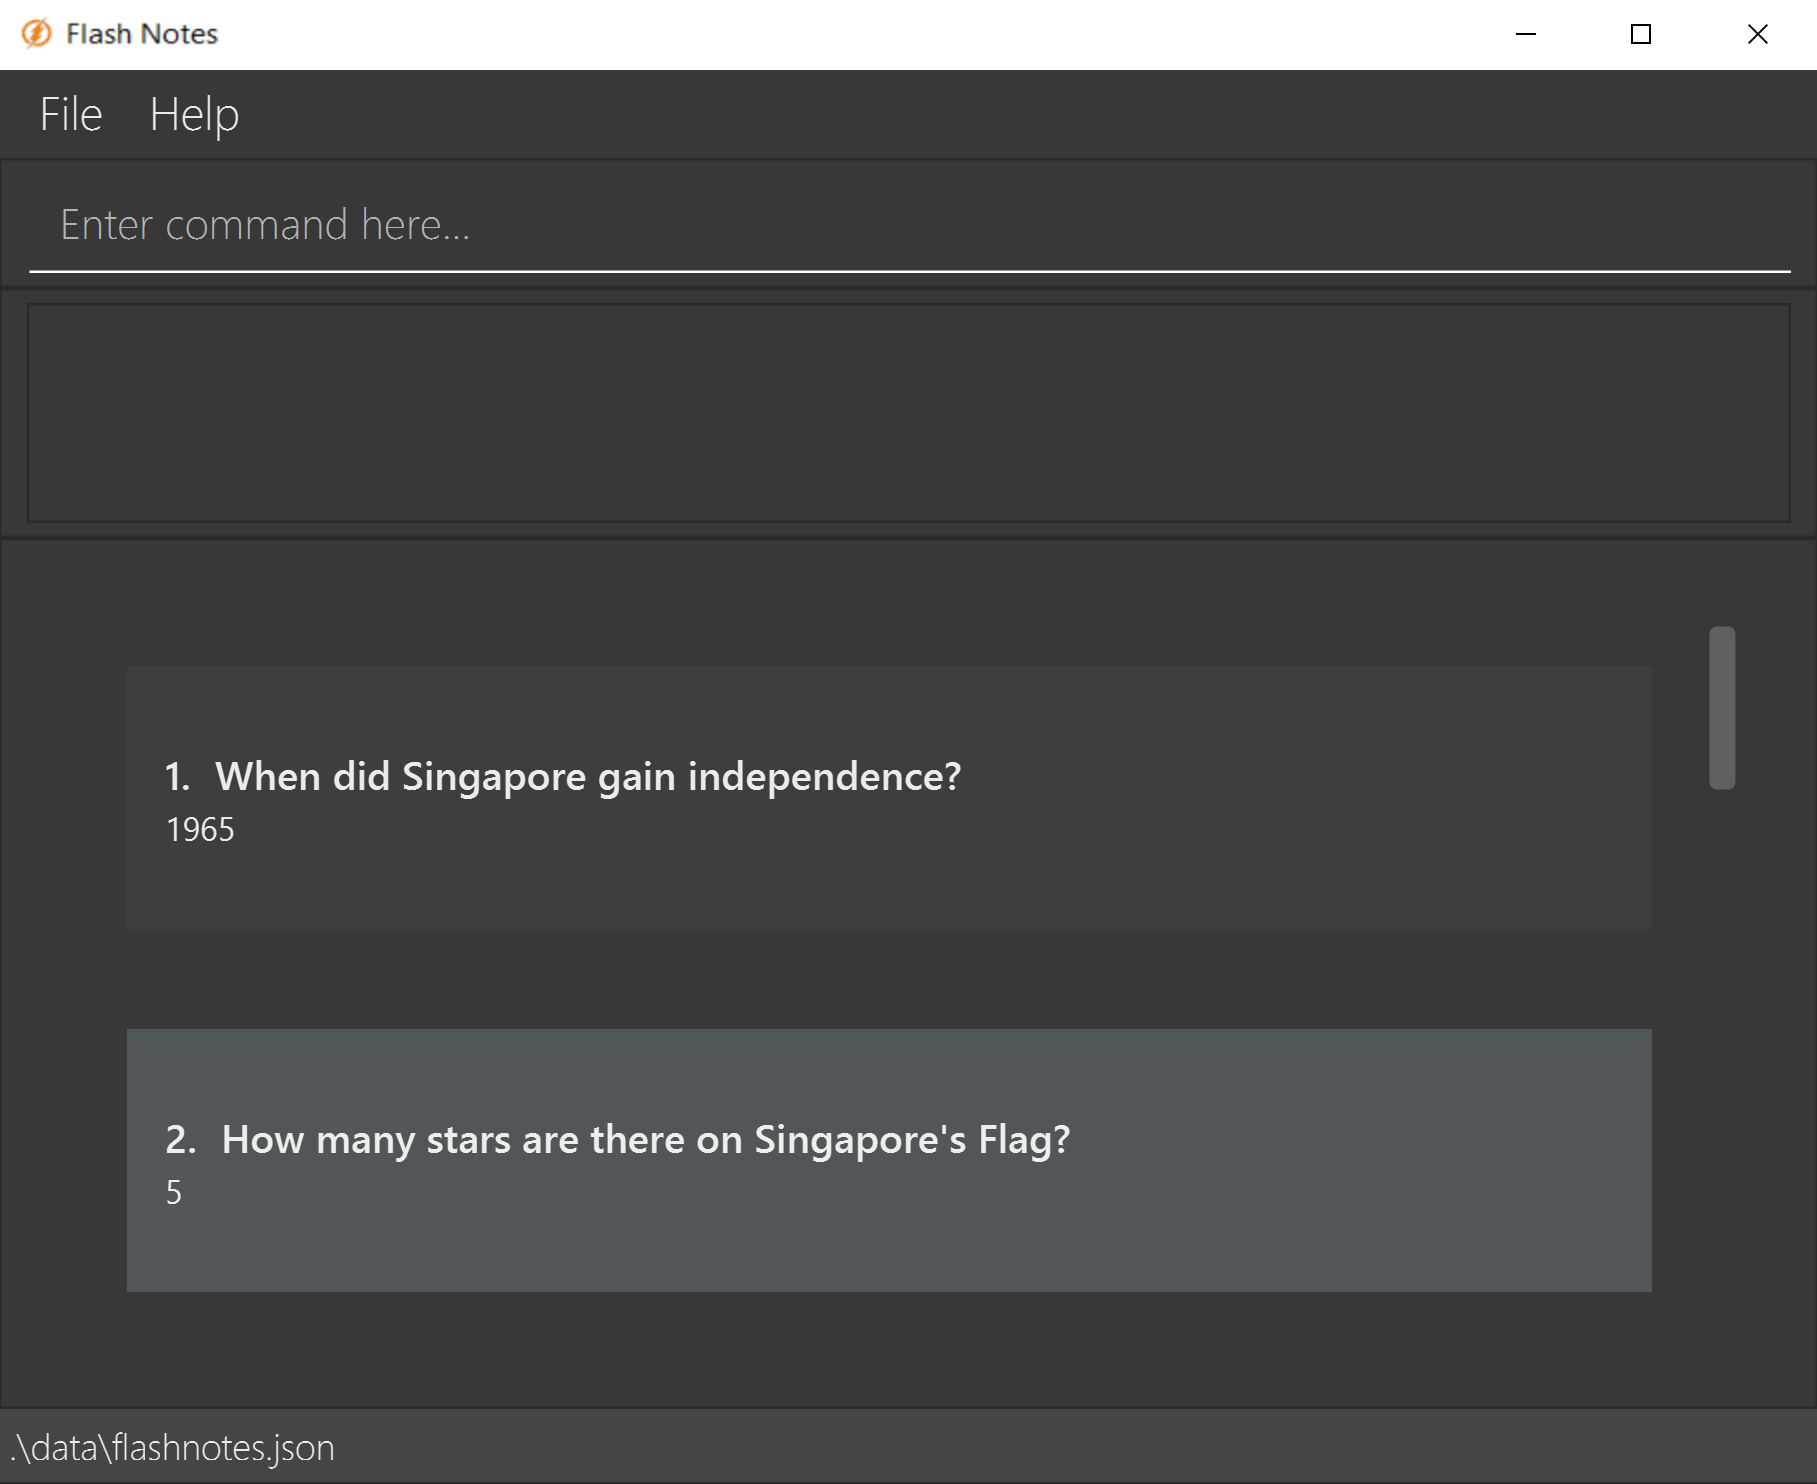 Flash Notes
File Help
Enter command here...
1. When did Singapore gain independence?
1965
2. How many stars are there on Singapore's Flag?
5
.\data\flashnotes.json